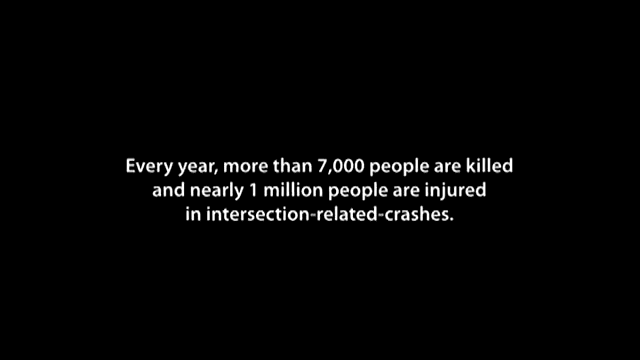 Every year, more than 7,000 people are killed
and nearly 1 million people are injured
in intersection-related-crashes.